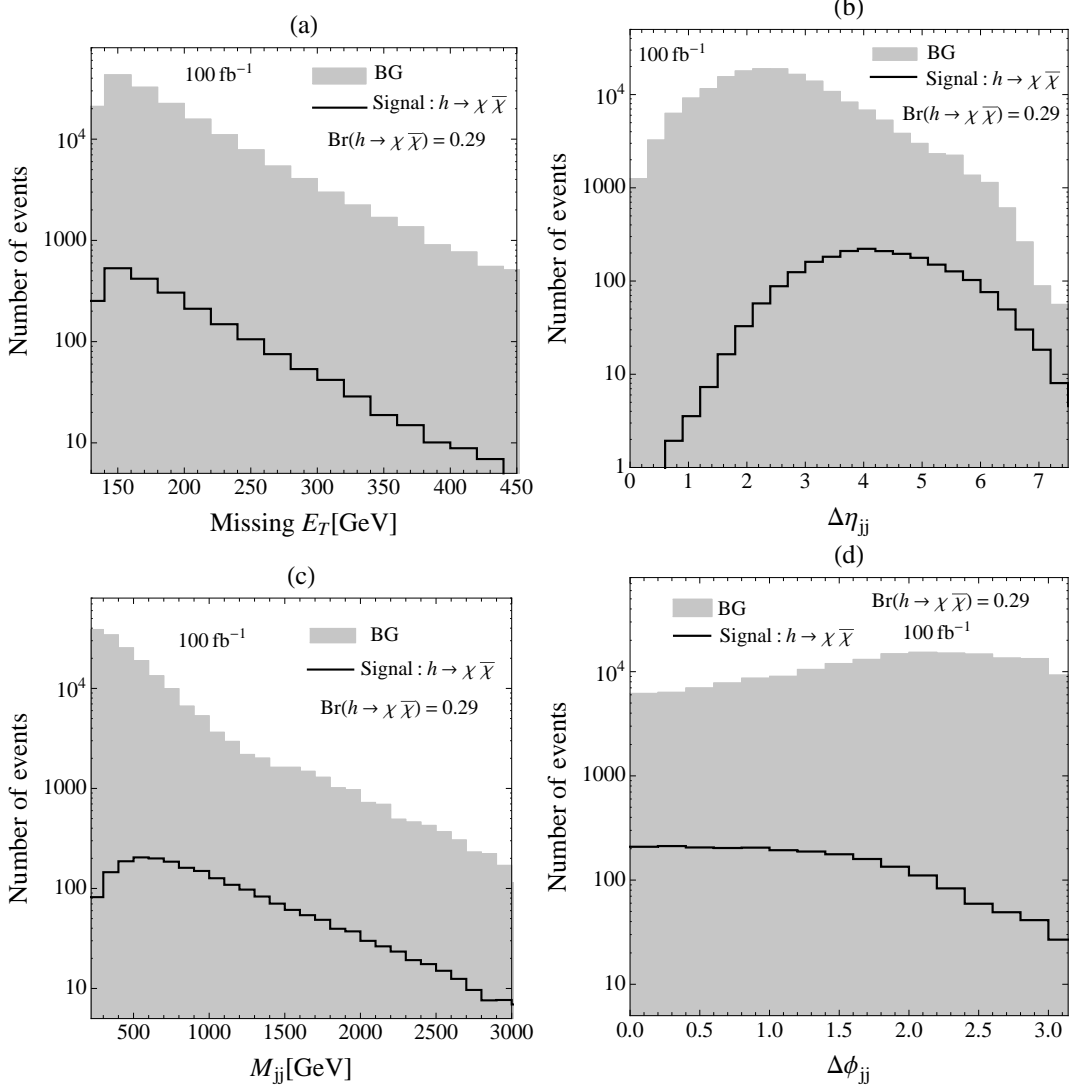 (a)
100 fb⁻¹
BG
Signal : h → χ χ̅
Br(h → χ χ̅) = 0.29
10⁴
1000
100
10
Number of events
150 200 250 300 350 400 450
Missing E_T[GeV]
(b)
100 fb⁻¹
BG
Signal : h → χ χ̅
Br(h → χ χ̅) = 0.29
10⁴
1000
100
10
1
Number of events
0 1 2 3 4 5 6 7
Δη_jj
(c)
100 fb⁻¹
BG
Signal : h → χ χ̅
Br(h → χ χ̅) = 0.29
10⁴
1000
100
10
Number of events
500 1000 1500 2000 2500 3000
M_jj[GeV]
(d)
BG
Signal : h → χ χ̅
Br(h → χ χ̅) = 0.29
100 fb⁻¹
10⁴
1000
100
10
Number of events
0.0 0.5 1.0 1.5 2.0 2.5 3.0
Δϕ_jj